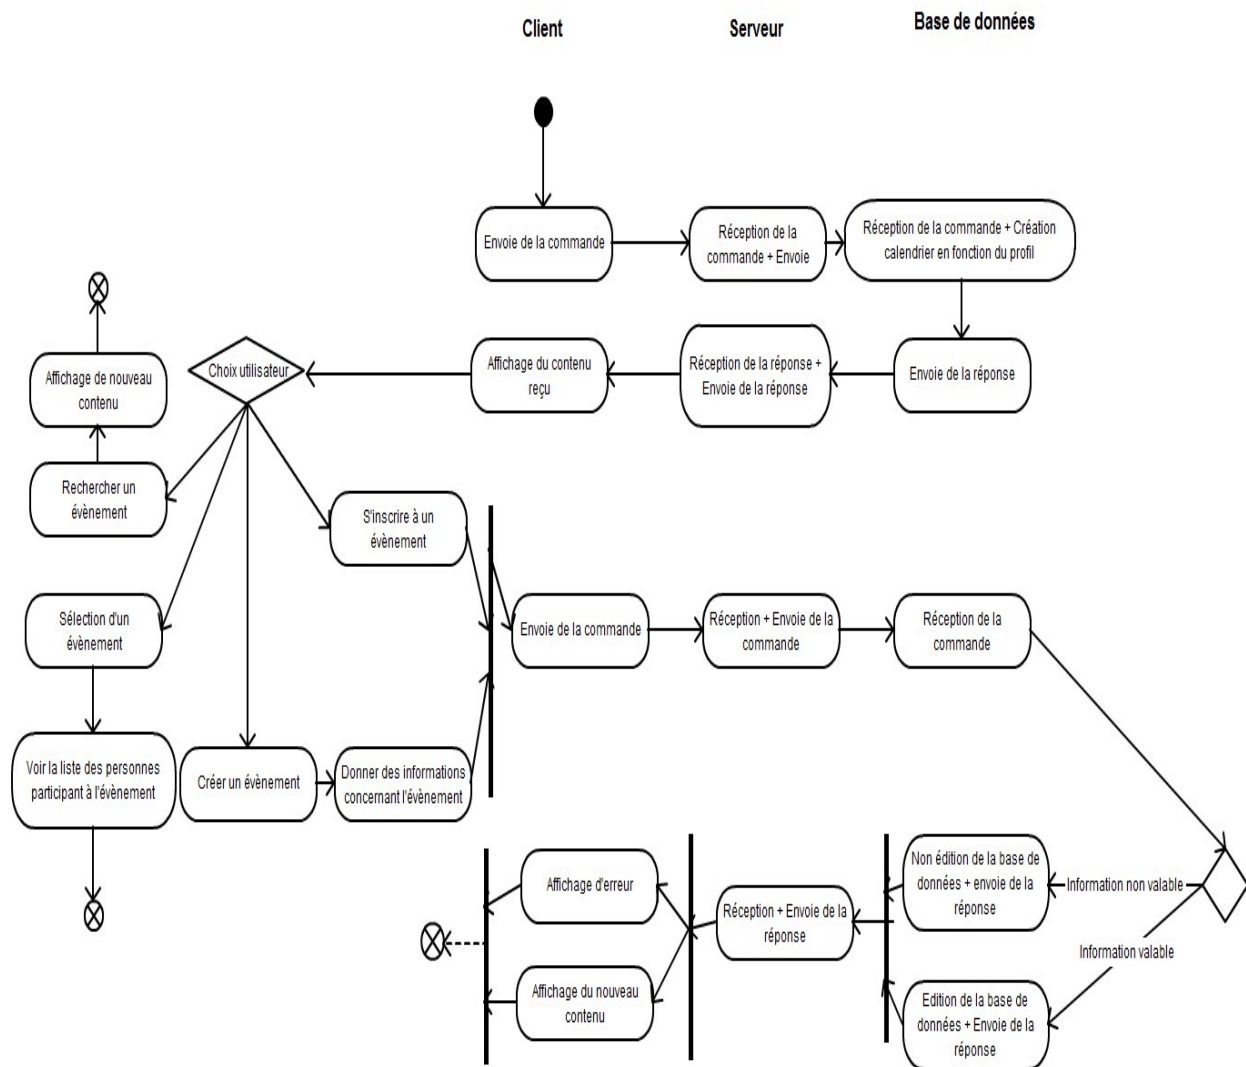 Client
Serveur
Base de données
Envoie de la commande
Réception de la
commande + Envoie
Réception de la commande + Création
calendrier en fonction du profil
Affichage de nouveau
contenu
Choix utilisateur
Affichage du contenu
reçu
Réception de la réponse +
Envoie de la réponse
Envoie de la réponse
Rechercher un
évènement
S'inscrire à un
évènement
Sélection d'un
évènement
Envoie de la commande
Réception + Envoie de la
commande
Réception de la
commande
Voir la liste des personnes
participant à l'évènement
Créer un évènement
Donner des informations
concernant l'évènement
Affichage d'erreur
Réception + Envoie de la
réponse
Non édition de la base de
données + envoie de la
réponse
Information non valable
Information valable
Affichage du nouveau
contenu
Edition de la base de
données + Envoie de la
réponse